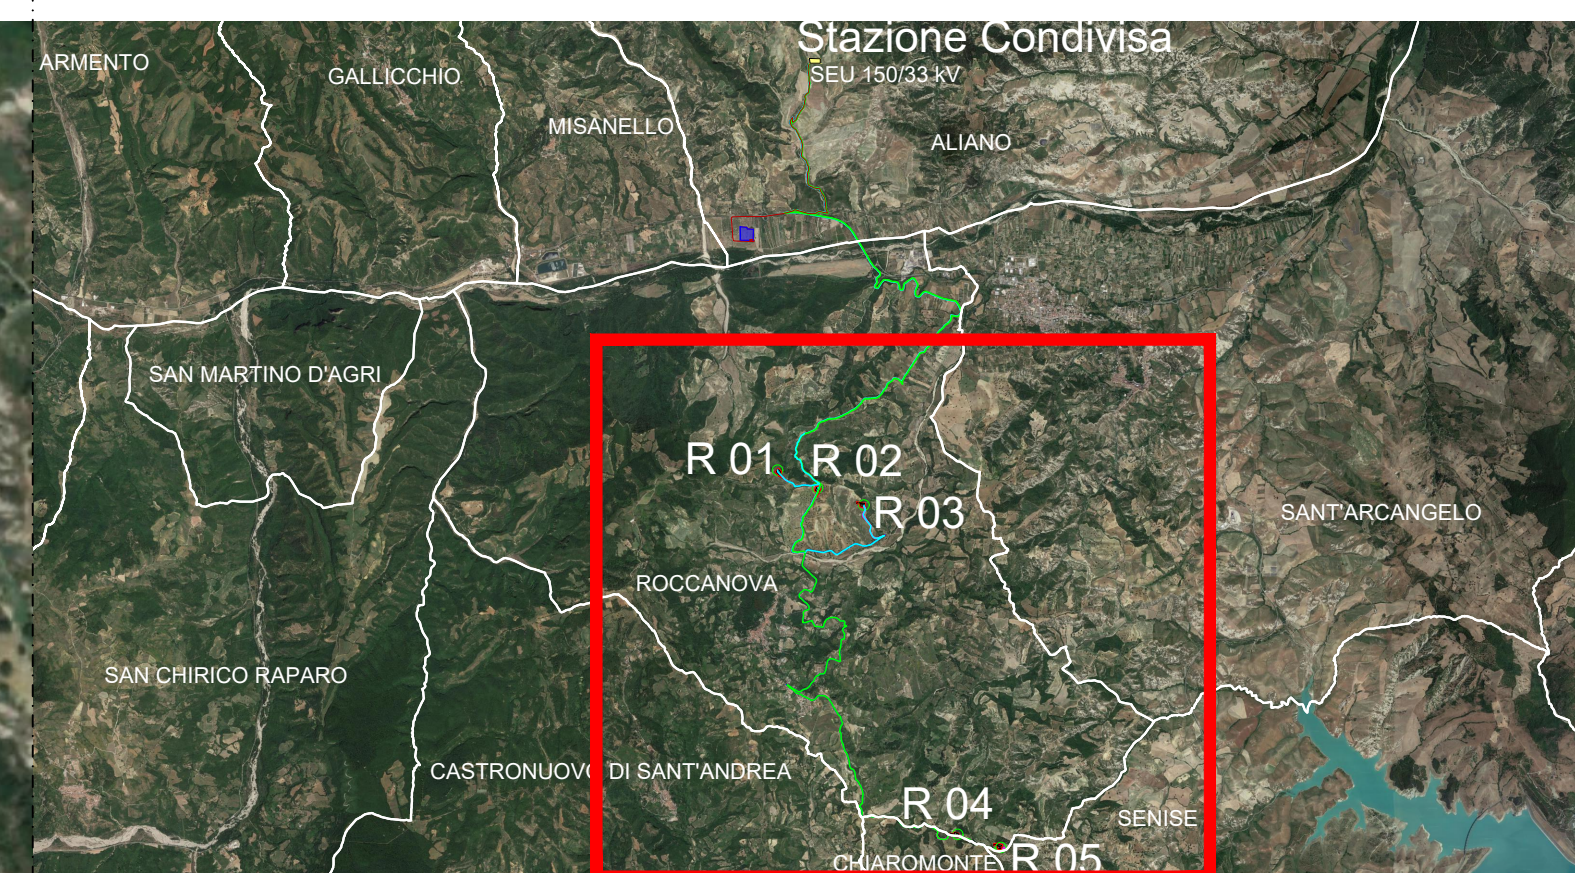 Stazione Condivisa
SEU 150/33 kV
ARMENTO
GALLICCHIO
MISANELLO
ALIANO
SAN MARTINO D'AGRI
R 01
R 02
R 03
SANT'ARCANGELO
ROCCANOVA
SAN CHIRICO RAPARO
CASTRONUOVO DI SANT'ANDREA
R 04
SENISE
CHIAROMONTE
R 05